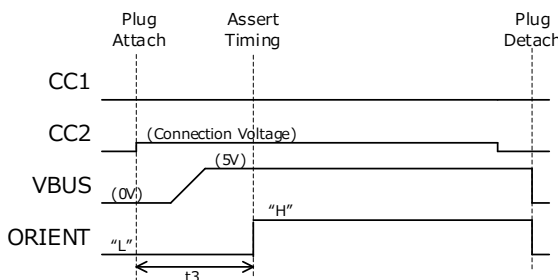 Plug
Attach
Assert
Timing
Plug
Detach
CC1
CC2
(Connection Voltage)
VBUS
(0V)
(5V)
ORIENT
“L”
“H”
t3